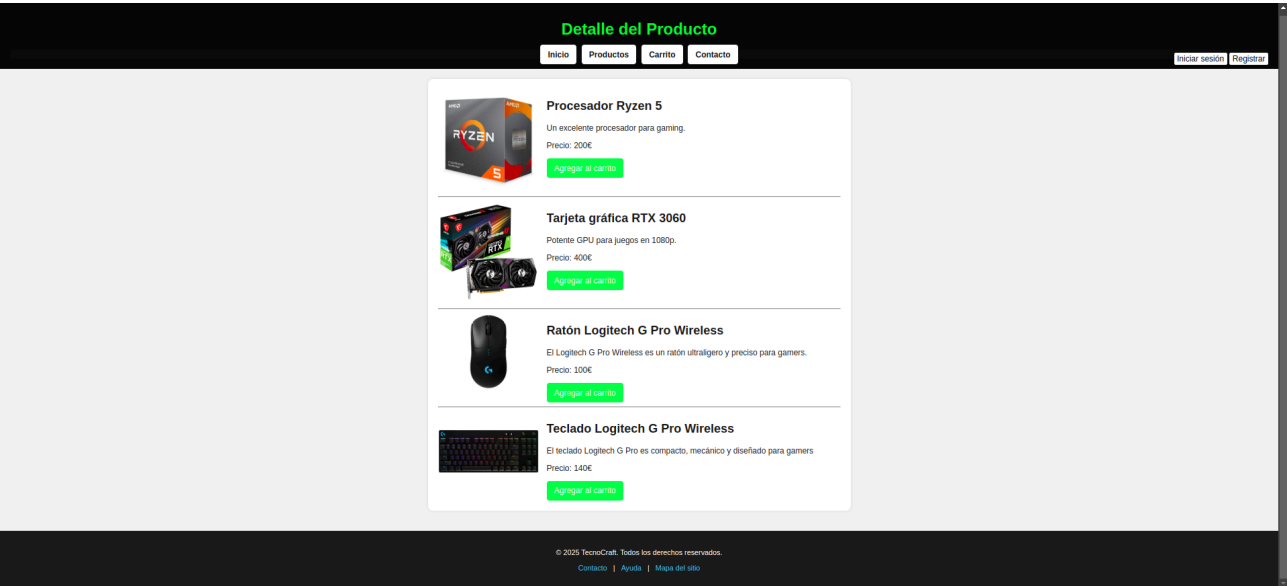 Detalle del Producto
Inicio Productos Carrito Contacto
Iniciar sesión Registrar
RYZEN
5
Procesador Ryzen 5
Un excelente procesador para gaming.
Precio: 200€
Agregar al carrito
RTX
Tarjeta gráfica RTX 3060
Potente GPU para juegos en 1080p.
Precio: 400€
Agregar al carrito
Ratón Logitech G Pro Wireless
El Logitech G Pro Wireless es un ratón ultraligero y preciso para gamers.
Precio: 100€
Agregar al carrito
Teclado Logitech G Pro Wireless
El teclado Logitech G Pro es compacto, mecánico y diseñado para gamers
Precio: 140€
Agregar al carrito
© 2025 TecnoCraft. Todos los derechos reservados.
Contacto | Ayuda | Mapa del sitio